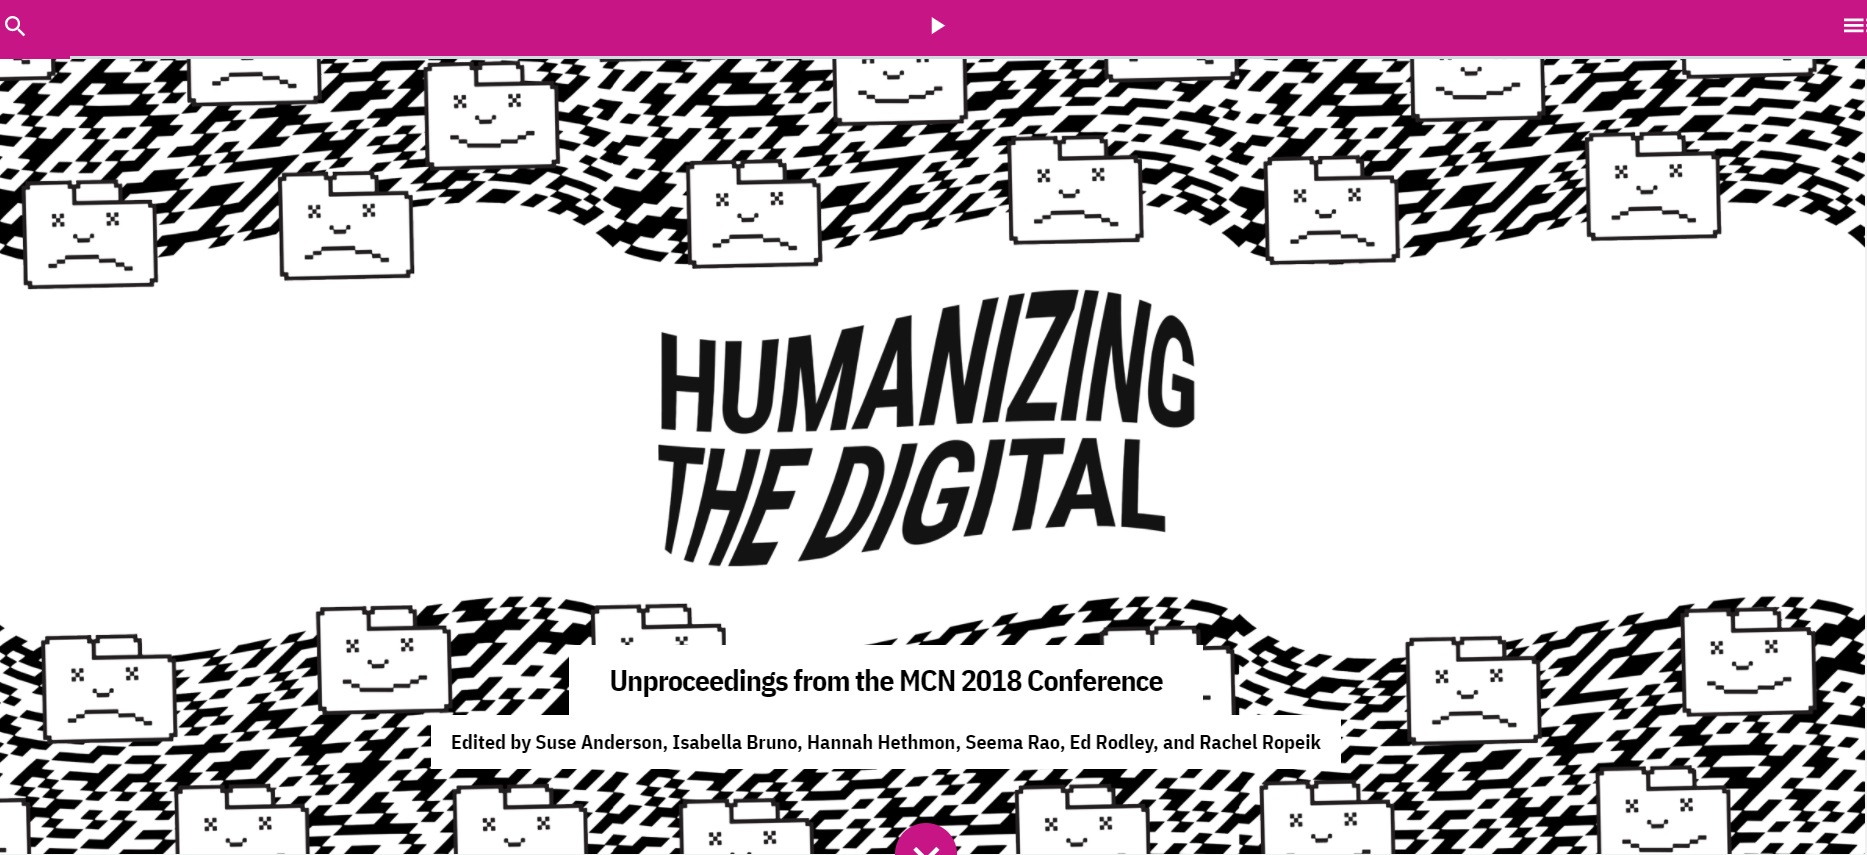 HUMANIZING
THE DIGITAL
Unproceedings from the MCN 2018 Conference
Edited by Suse Anderson, Isabella Bruno, Hannah Hethmon, Seema Rao, Ed Rodley, and Rachel Ropeik